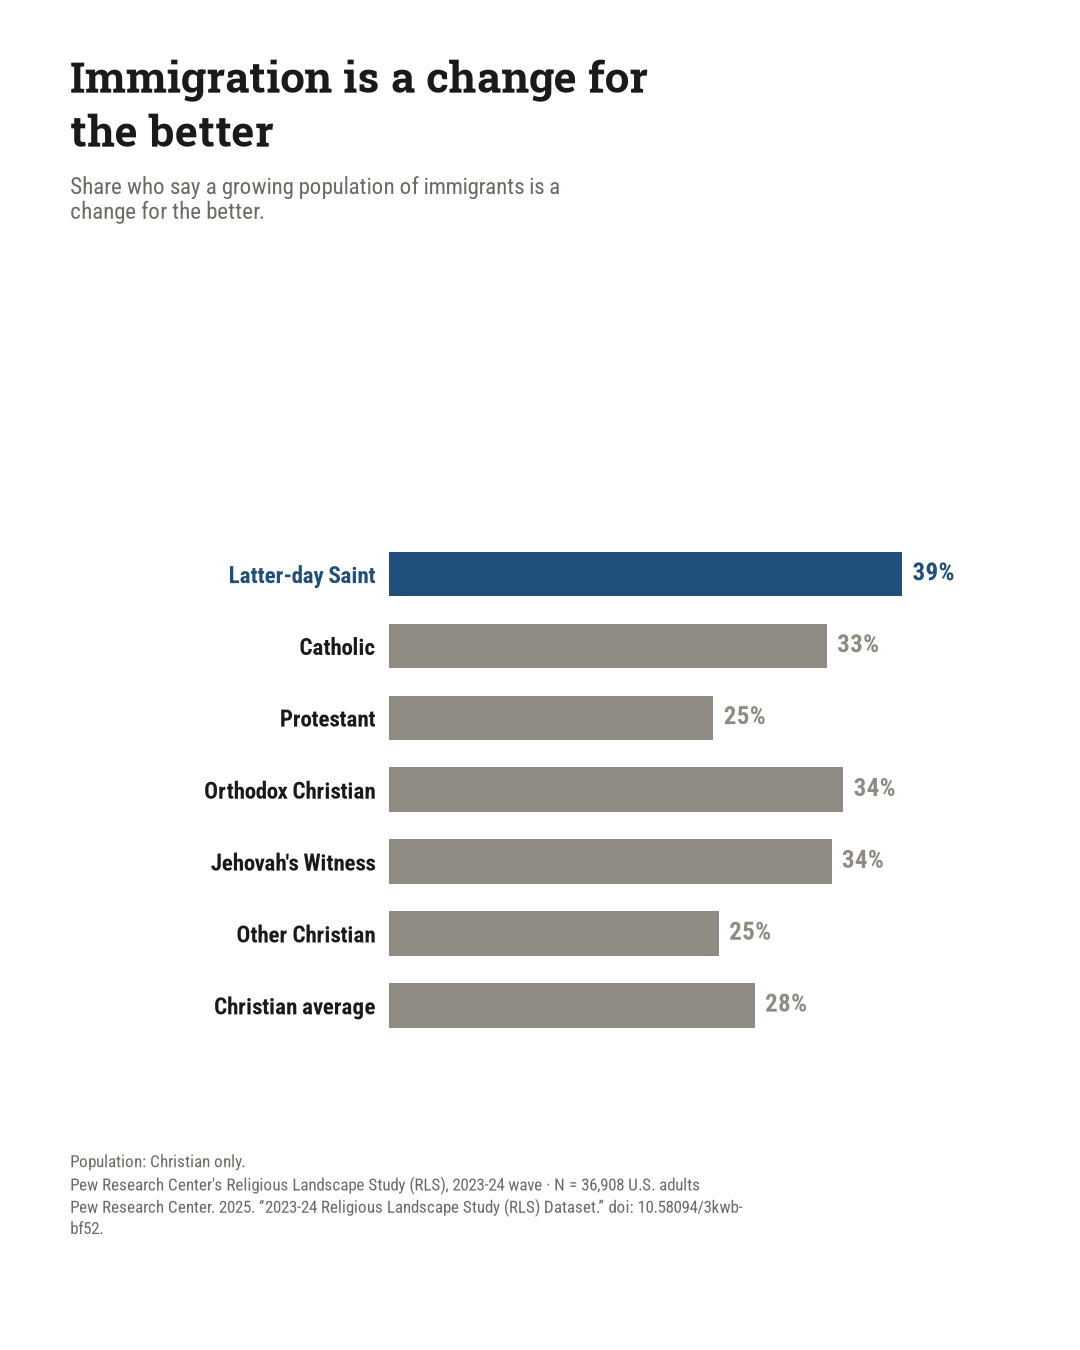 Immigration is a change for
the better
Share who say a growing population of immigrants is a
change for the better.
Latter-day Saint 39%
Catholic 33%
Protestant 25%
Orthodox Christian 34%
Jehovah's Witness 34%
Other Christian 25%
Christian average 28%
Population: Christian only.
Pew Research Center's Religious Landscape Study (RLS), 2023-24 wave · N = 36,908 U.S. adults
Pew Research Center. 2025. “2023-24 Religious Landscape Study (RLS) Dataset.” doi: 10.58094/3kwb-
bf52.